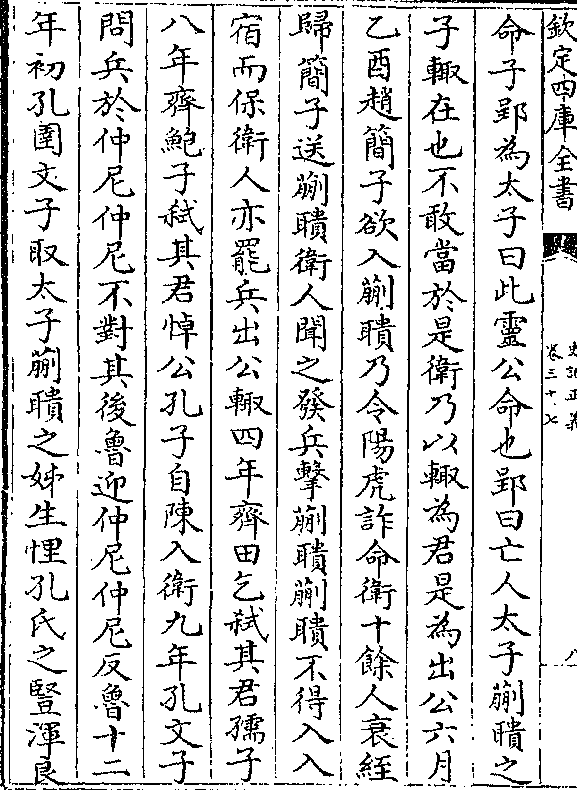 欽定四庫全書
史記正義
卷三十七
八
命子郢為太子曰此靈公命也郢曰亡人太子蒯聵之
子輙在也不敢當於是衛乃以輙為君是為出公六月
乙酉趙簡子欲入蒯聵乃令陽虎詐命衛十餘人衰絰
歸簡子送蒯聵衛人聞之發兵擊蒯聵蒯聵不得入入
宿而保衛人亦罷兵出公輙四年齊田乞弑其君孺子
八年齊鮑子弑其君悼公孔子自陳入衛九年孔文子
問兵於仲尼仲尼不對其後魯迎仲尼仲尼反魯十二
年初孔圉文子取太子蒯聵之姊生悝孔氏之豎渾良